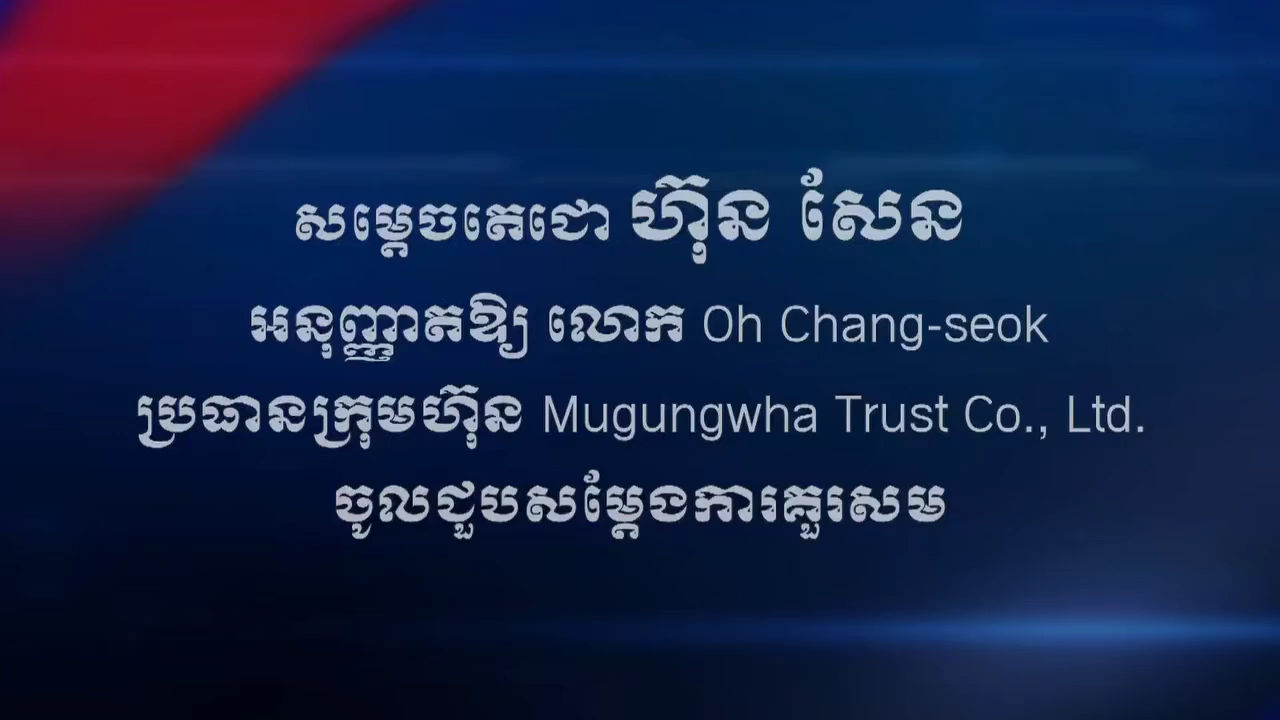 សម្តេចតេជោ ហ៊ុន សែន
អនុញ្ញាតឱ្យ លោក Oh Chang-seok
ប្រធានក្រុមហ៊ុន Mugungwha Trust Co., Ltd.
ចូលជួបសម្តែងការគួរសម